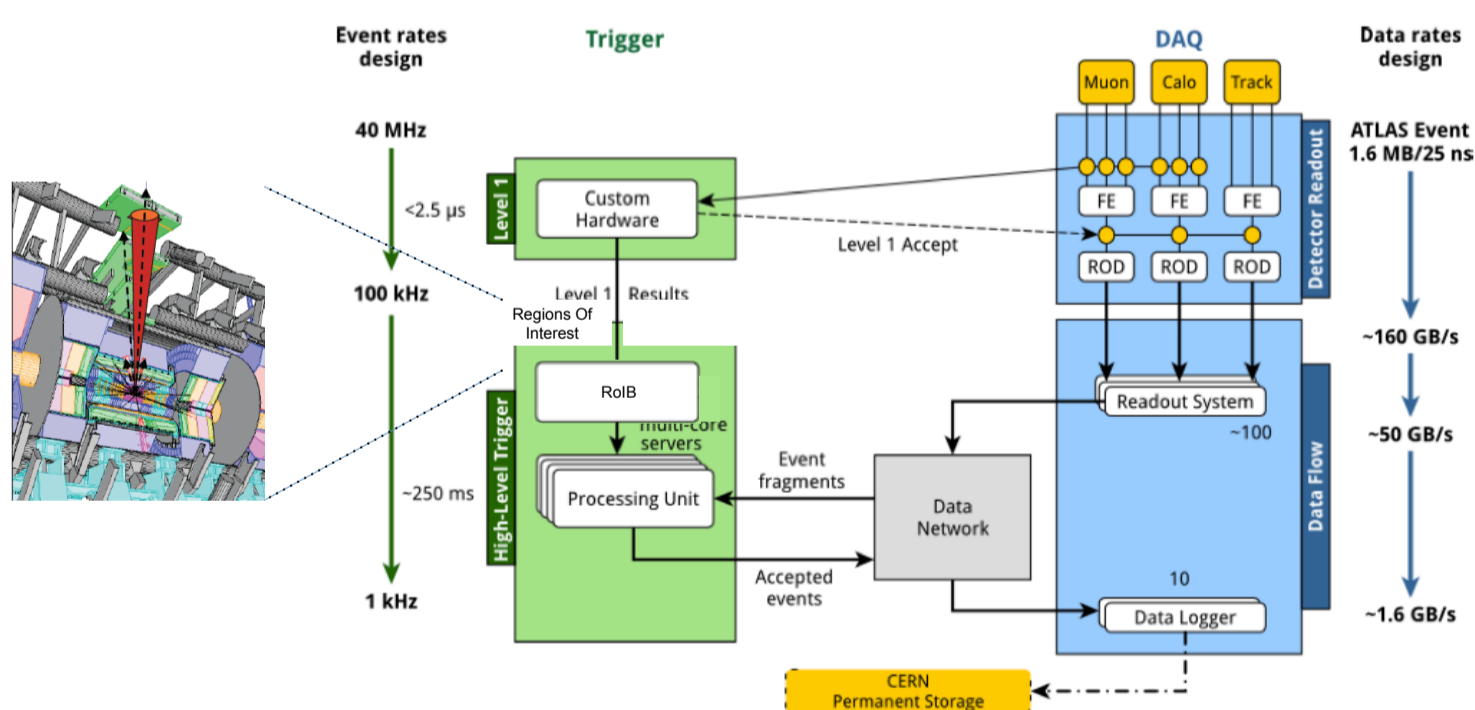 Event rates
design
Trigger
DAQ
Data rates
design
Muon
Calo
Track
40 MHz
ATLAS Event
1.6 MB/25 ns
Level 1
Custom
Hardware
<2.5 μs
FE
FE
FE
Level 1 Accept
ROD
ROD
ROD
Detector Readout
100 kHz
Level 1 Results
Regions Of
Interest
~160 GB/s
RoIB
Readout System
~100
~50 GB/s
multi-core
servers
High-Level Trigger
~250 ms
Processing Unit
Event
fragments
Data
Network
Data Flow
Accepted
events
10
1 kHz
Data Logger
~1.6 GB/s
CERN
Permanent Storage